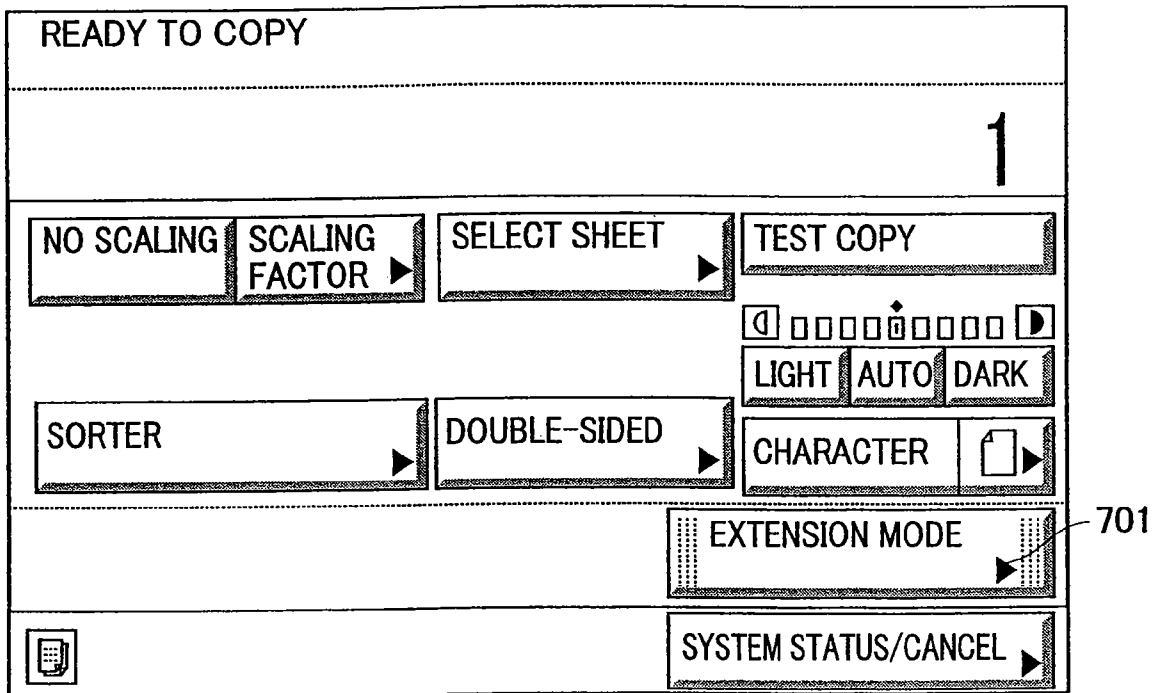 READY TO COPY
1
NO SCALING
SCALING
FACTOR
SELECT SHEET
TEST COPY
LIGHT
AUTO
DARK
SORTER
DOUBLE-SIDED
CHARACTER
EXTENSION MODE
701
SYSTEM STATUS/CANCEL